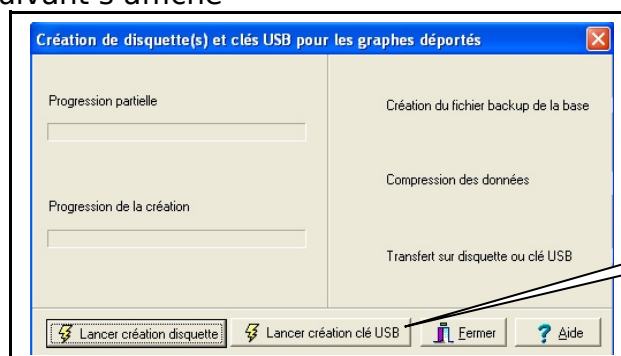 uivant s'affiche
Création de disquette(s) et clés USB pour les graphes déportés
Progression partielle
Création du fichier backup de la base
Compression des données
Progression de la création
Transfert sur disquette ou clé USB
Lancer création disquette
Lancer création clé USB
Fermer
? Aide